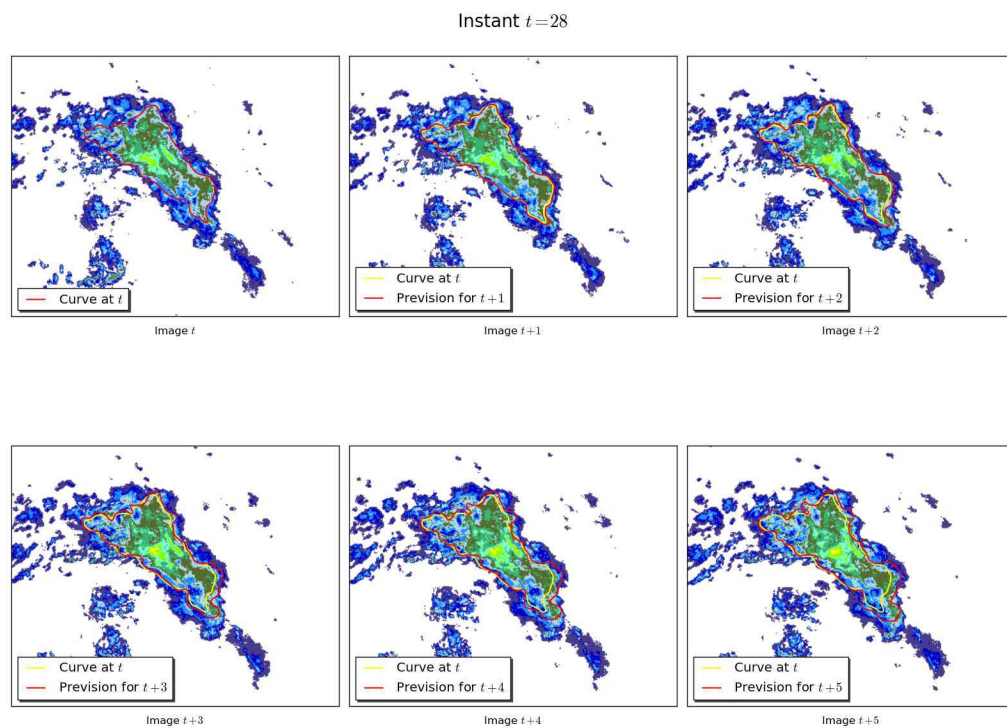 Instant t=28
Curve at t
Image t
Curve at t
Prevision for t+1
Image t+1
Curve at t
Prevision for t+2
Image t+2
Curve at t
Prevision for t+3
Image t+3
Curve at t
Prevision for t+4
Image t+4
Curve at t
Prevision for t+5
Image t+5